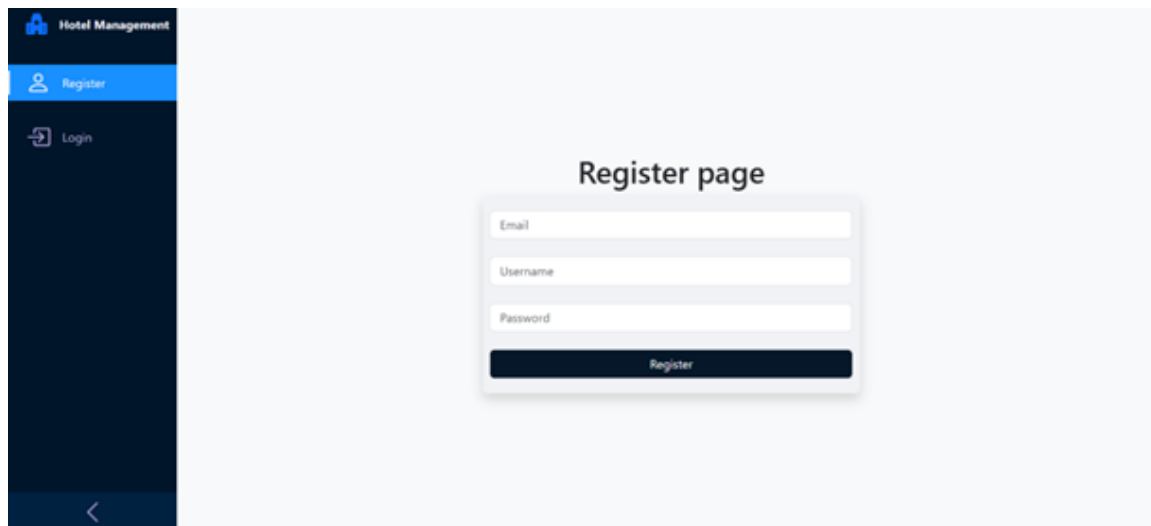 Hotel Management
Register
Login
Register page
Email
Username
Password
Register